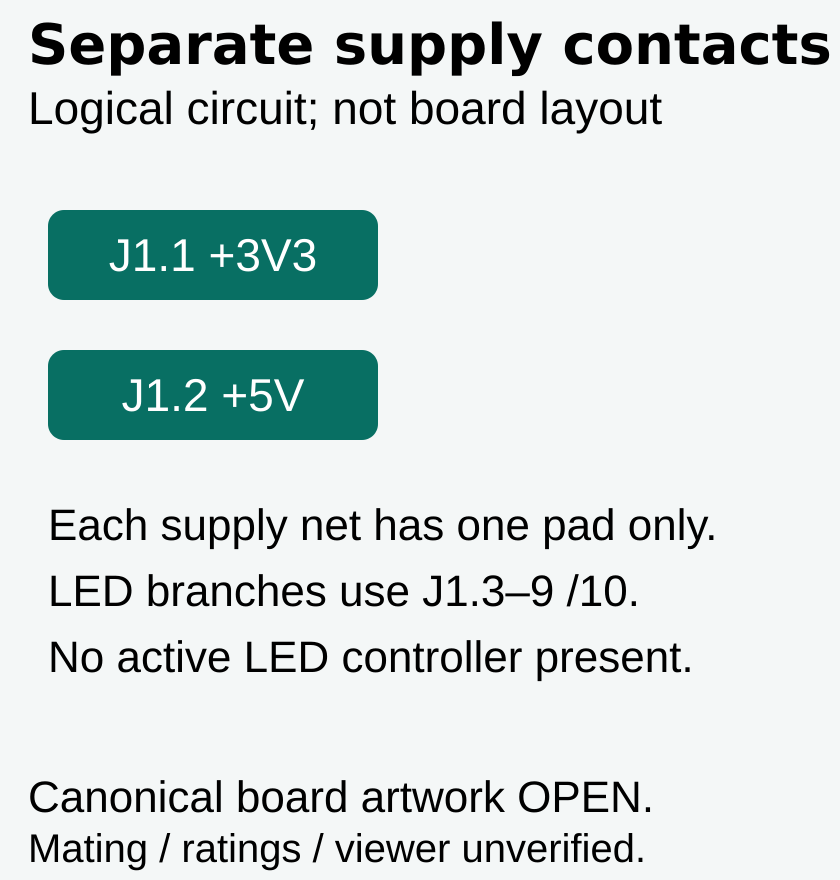 Separate supply contacts
Logical circuit; not board layout
J1.1 +3V3
J1.2 +5V
Each supply net has one pad only.
LED branches use J1.3–9 /10.
No active LED controller present.
Canonical board artwork OPEN.
Mating / ratings / viewer unverified.